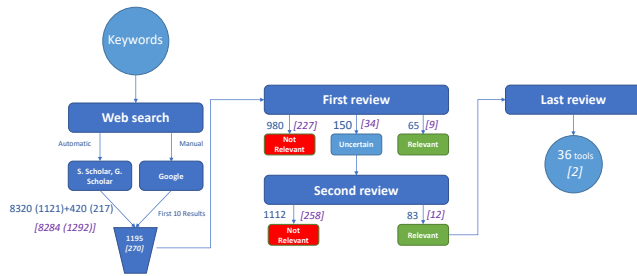 Keywords
Web search
Automatic
Manual
S. Scholar, G.
Scholar
Google
8320 (1121)+420 (217)
[8284 (1292)]
First 10 Results
1195
[270]
First review
980 [227]
150 [34]
65 [9]
Not
Relevant
Uncertain
Relevant
Second review
1112 [258]
83 [12]
Not
Relevant
Relevant
Last review
36 tools
[2]